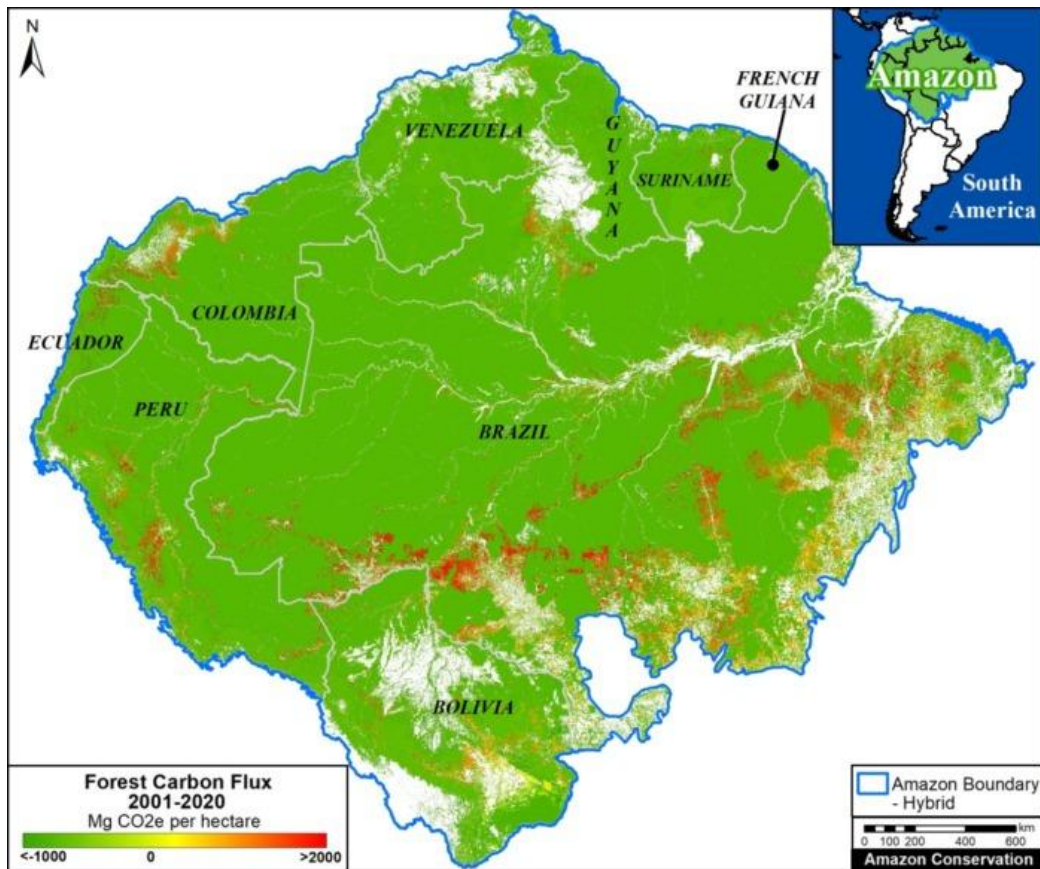 N
Amazon
South
America
FRENCH
GUIANA
VENEZUELA
GUYANA
SURINAME
COLOMBIA
ECUADOR
PERU
BRAZIL
BOLIVIA
Forest Carbon Flux
2001-2020
Mg CO2e per hectare
<-1000 0 >2000
Amazon Boundary
- Hybrid
km
0 100 200 400 600
Amazon Conservation